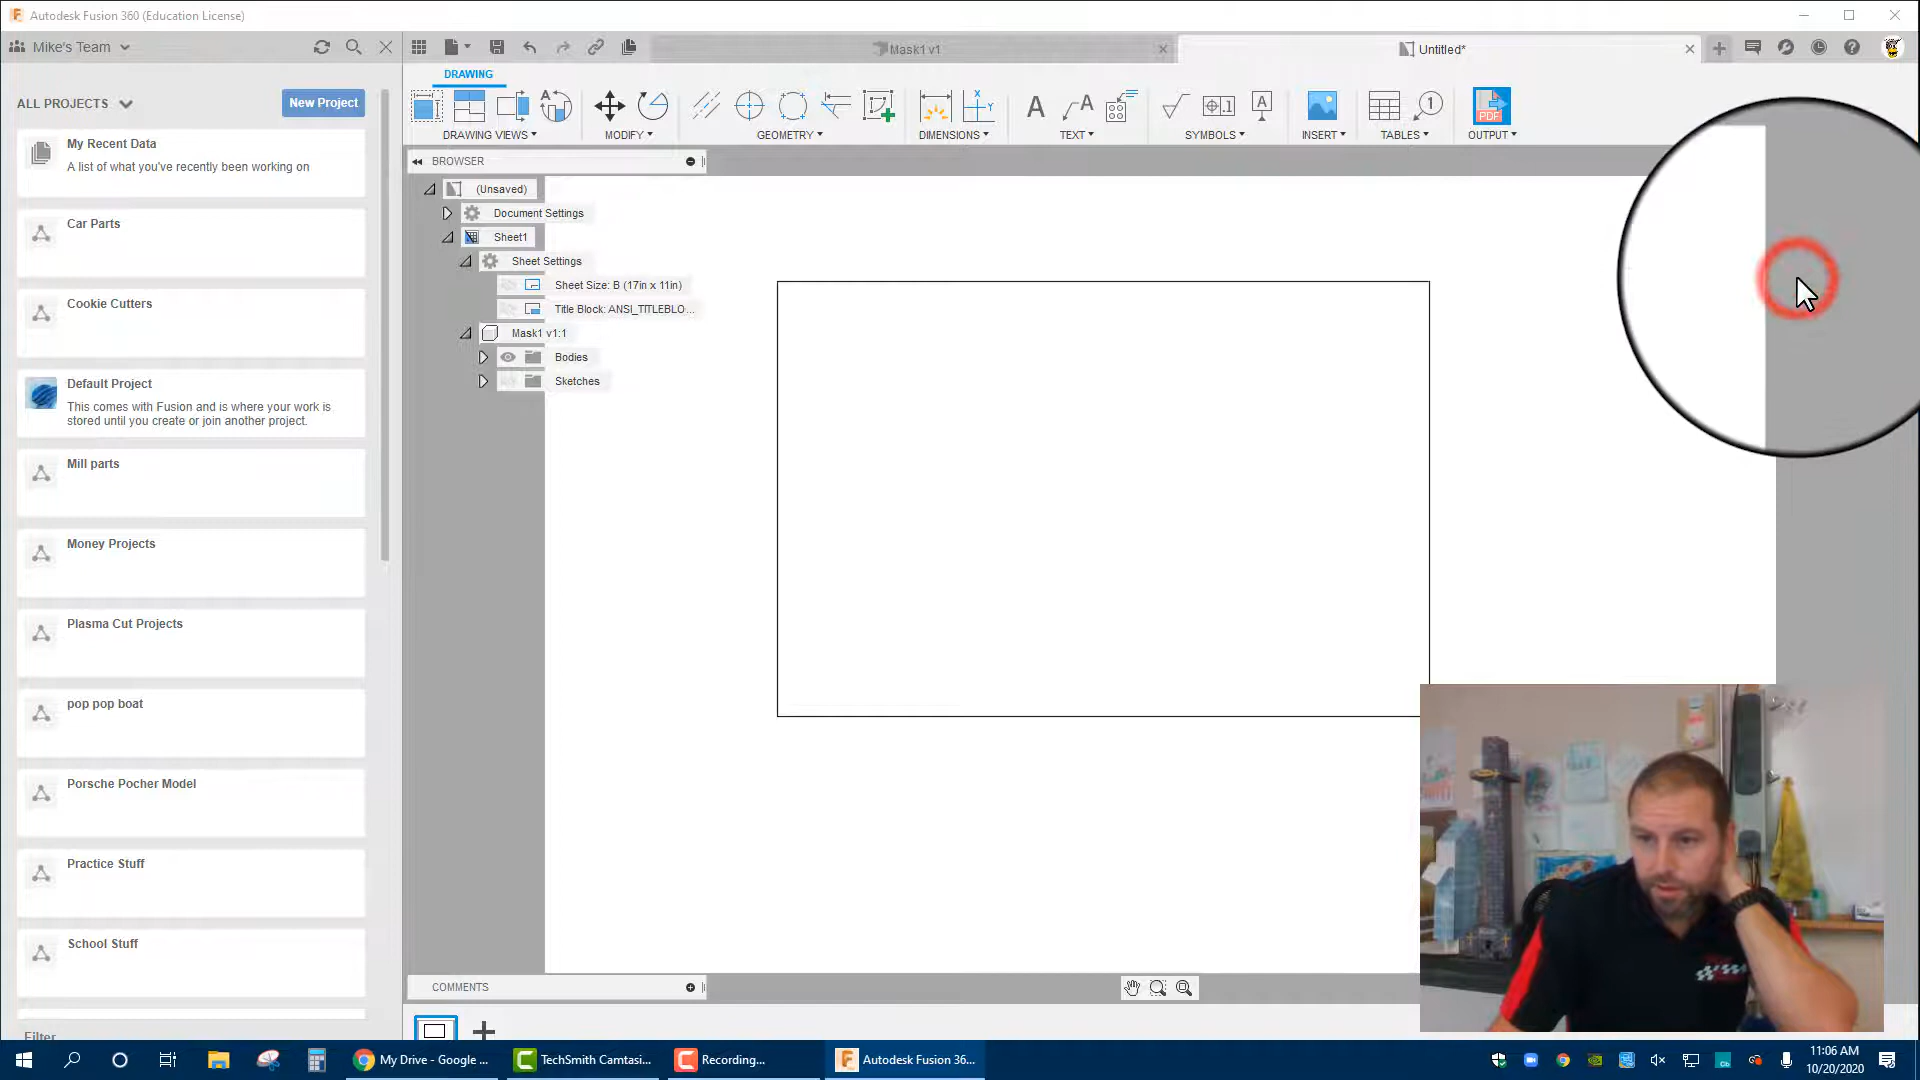 Autodesk Fusion 360 (Education License)
Mike's Team
Mask1 v1
Untitled*
DRAWING
DRAWING VIEWS
MODIFY
GEOMETRY
DIMENSIONS
TEXT
SYMBOLS
INSERT
TABLES
PDF
OUTPUT
ALL PROJECTS
New Project
My Recent Data
A list of what you've recently been working on
Car Parts
Cookie Cutters
Default Project
This comes with Fusion and is where your work is
stored until you create or join another project.
Mill parts
Money Projects
Plasma Cut Projects
pop pop boat
Porsche Pocher Model
Practice Stuff
School Stuff
Filter
BROWSER
(Unsaved)
Document Settings
Sheet1
Sheet Settings
Sheet Size: B (17in x 11in)
Title Block: ANSI_TITLEBLO...
Mask1 v1:1
Bodies
Sketches
COMMENTS
My Drive - Google ...
TechSmith Camtasi...
Recording...
Autodesk Fusion 36...
11:06 AM
10/20/2020